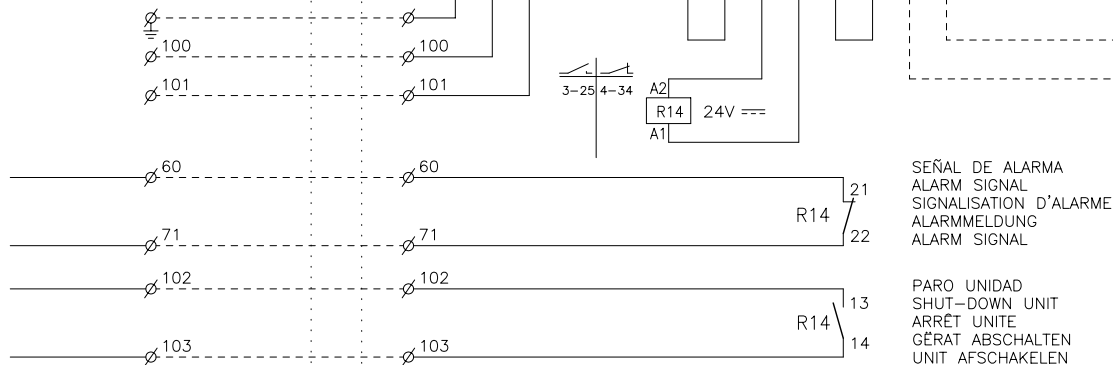 100 100
101 101
3-25 4-34
A2
R14 24V
A1
60 60
SEÑAL DE ALARMA
21 ALARM SIGNAL
R14 SIGNALISATION D'ALARME
ALARMMELDUNG
71 71 22 ALARM SIGNAL
102 102 PARO UNIDAD
13 SHUT-DOWN UNIT
R14 ARRÊT UNITE
14 GËRAT ABSCHALTEN
103 103 UNIT AFSCHAKELEN